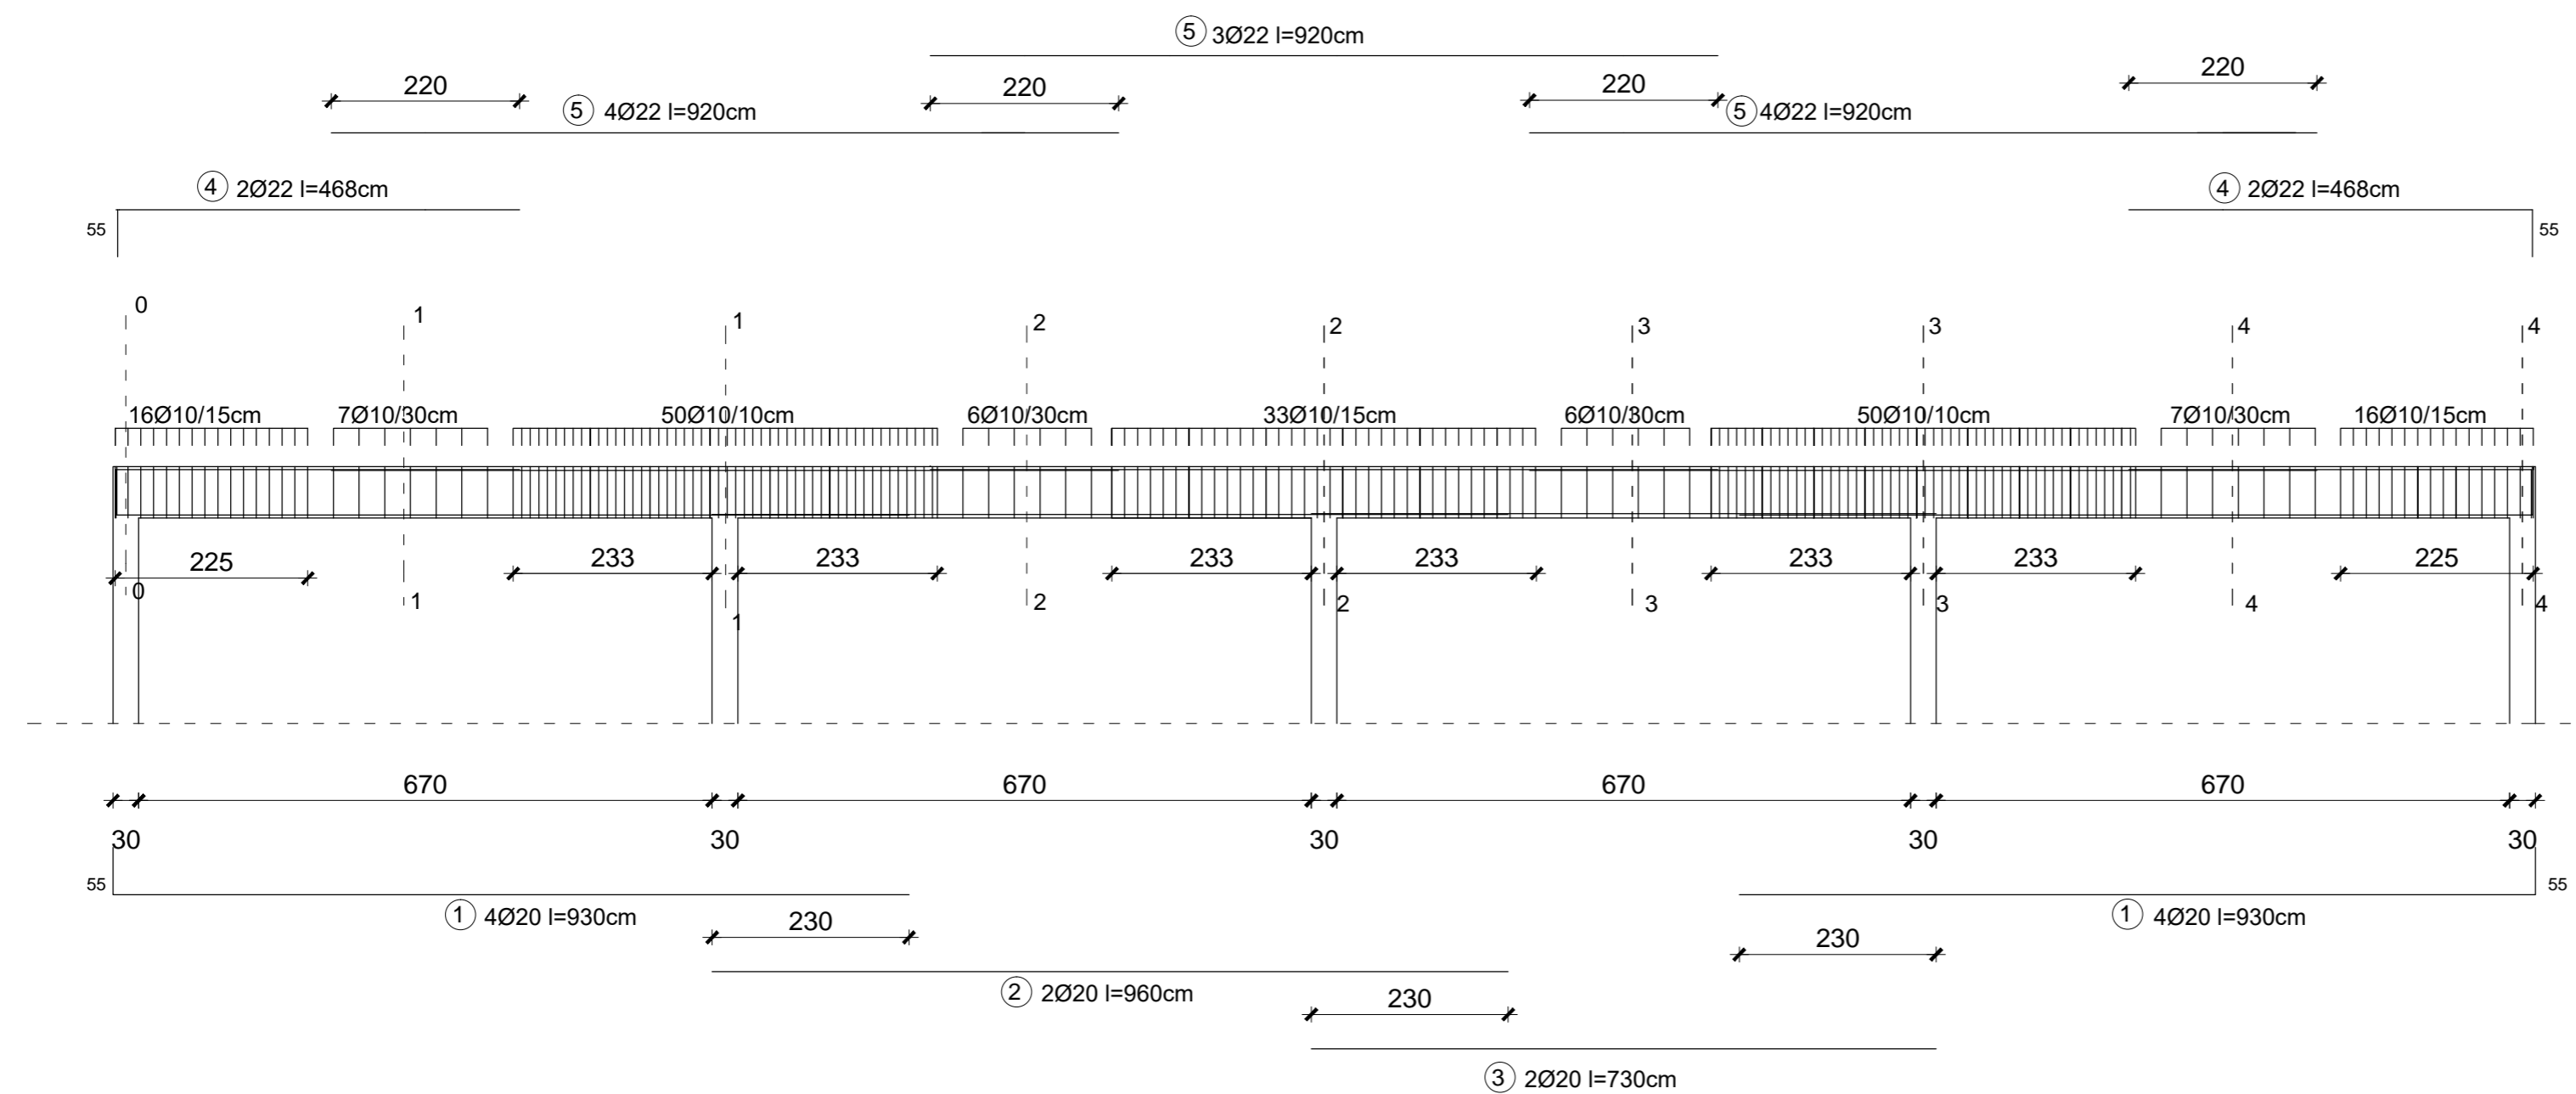 ⑤ 3Ø22 l=920cm
220 220 220 220
⑤ 4Ø22 l=920cm ⑤ 4Ø22 l=920cm
④ 2Ø22 l=468cm ④ 2Ø22 l=468cm
55 55
0 1 1 2 2 3 3 4 4
16Ø10/15cm 7Ø10/30cm 50Ø10/10cm 6Ø10/30cm 33Ø10/15cm 6Ø10/30cm 50Ø10/10cm 7Ø10/30cm 16Ø10/15cm
225 233 233 233 233 233 233 225
0 1 1 2 2 3 3 4 4
670 670 670 670
30 30 30 30 30
55 55
① 4Ø20 l=930cm ① 4Ø20 l=930cm
230 230
② 2Ø20 l=960cm
230
③ 2Ø20 l=730cm